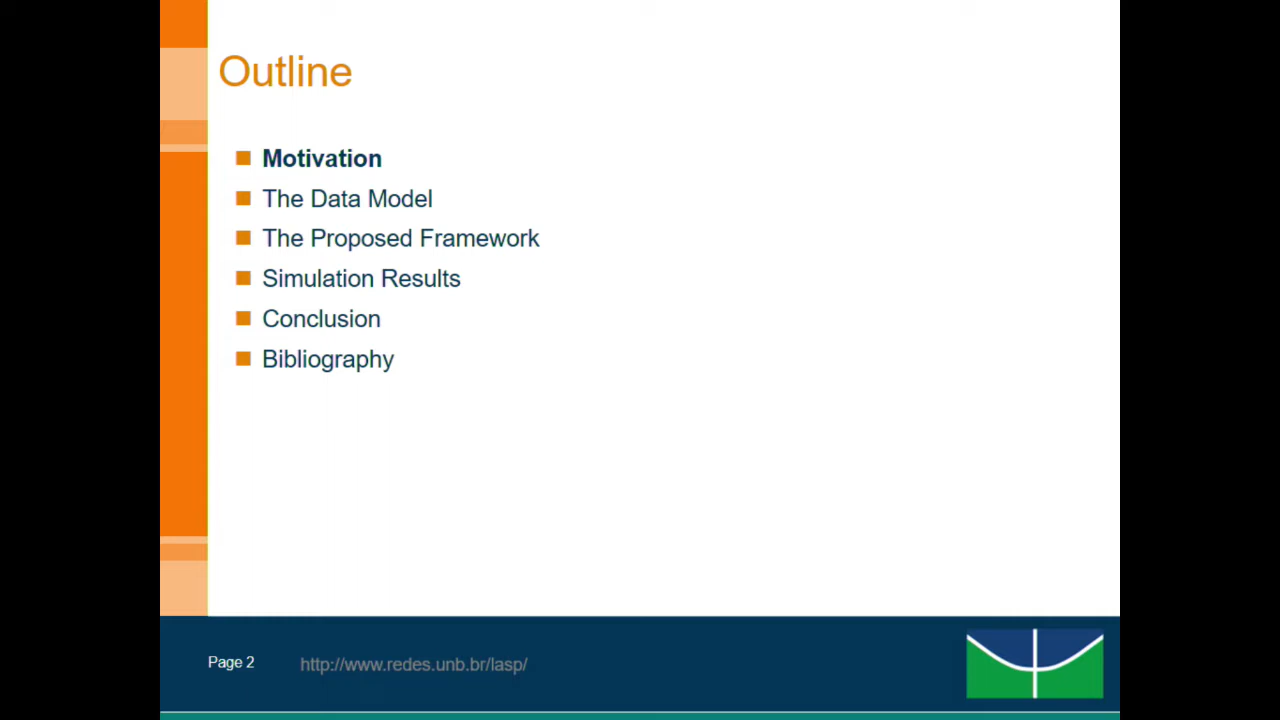 Outline
Motivation
The Data Model
The Proposed Framework
Simulation Results
Conclusion
Bibliography
Page 2
http://www.redes.unb.br/lasp/